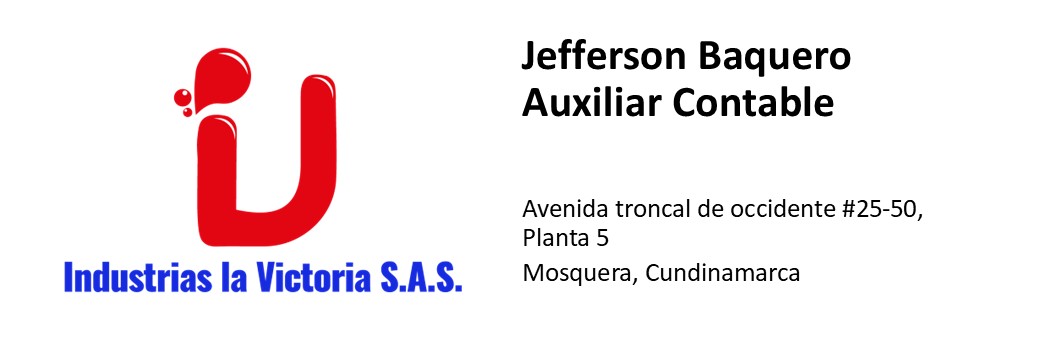 Industrias la Victoria S.A.S.
Jefferson Baquero
Auxiliar Contable
Avenida troncal de occidente #25-50,
Planta 5
Mosquera, Cundinamarca